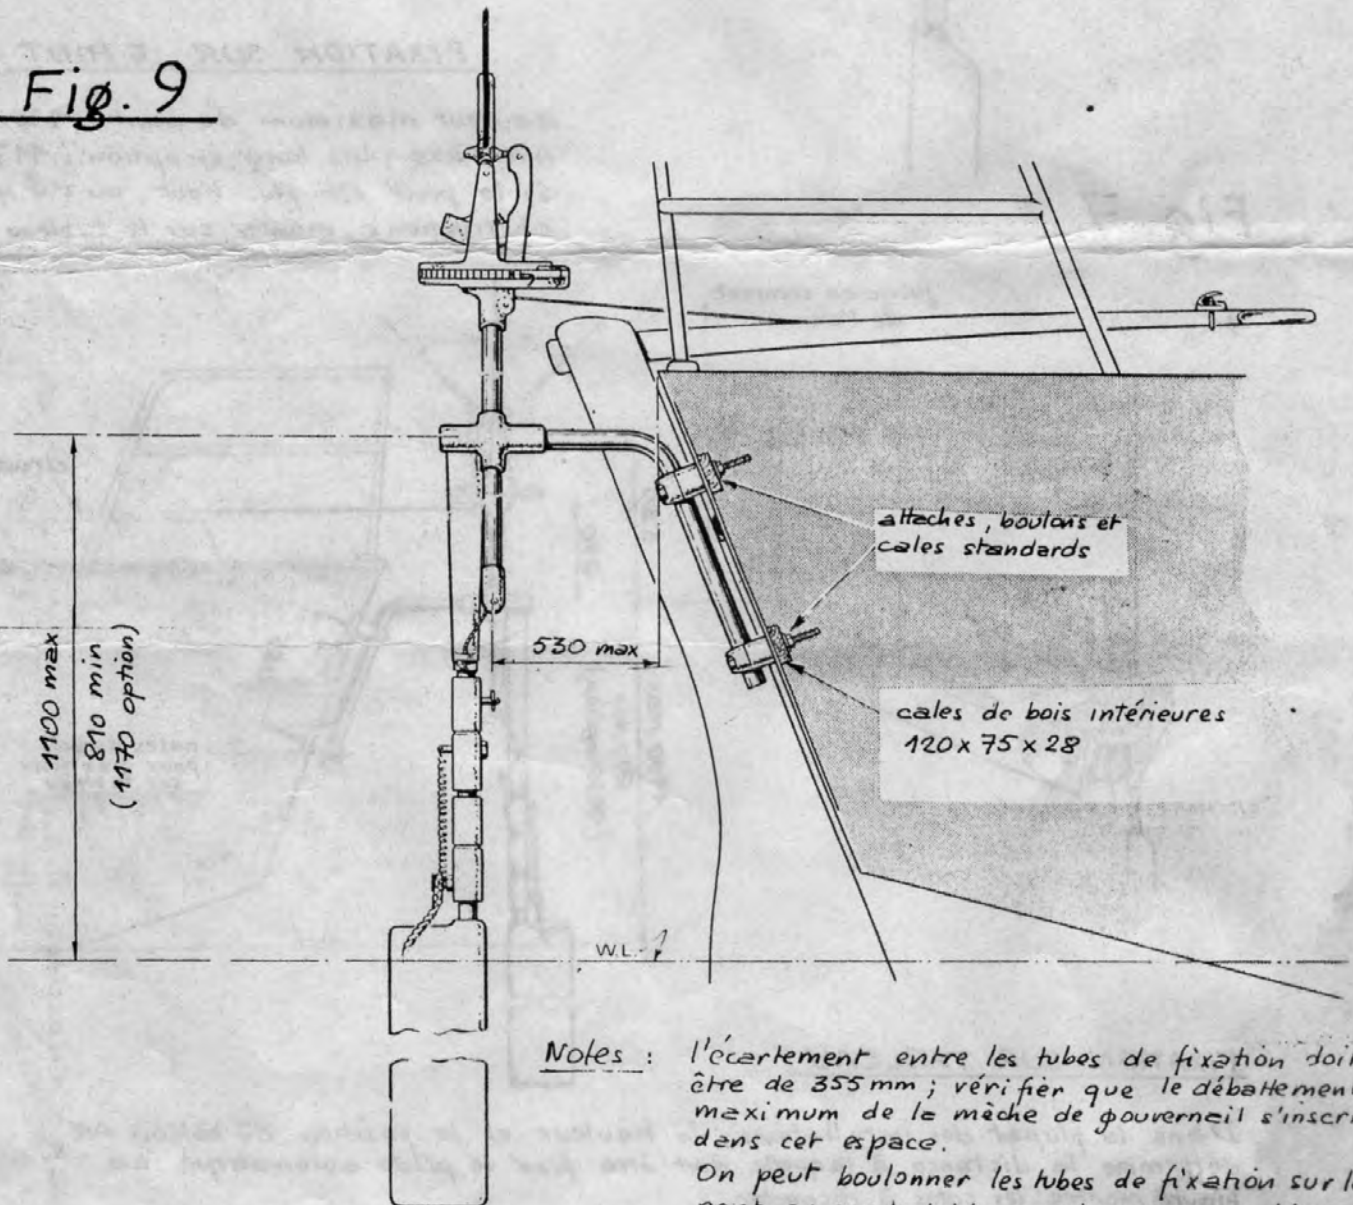 Fig. 9
attaches, boulons et
cales standards
530 max
1100 max
810 min
(1170 option)
cales de bois intérieures
120 x 75 x 28
W.L.
Notes : l'écartement entre les tubes de fixation doi
être de 355 mm ; vérifier que le débattement
maximum de la mèche de gouvernail s'inscri
dans cet espace.
On peut boulonner les tubes de fixation sur l